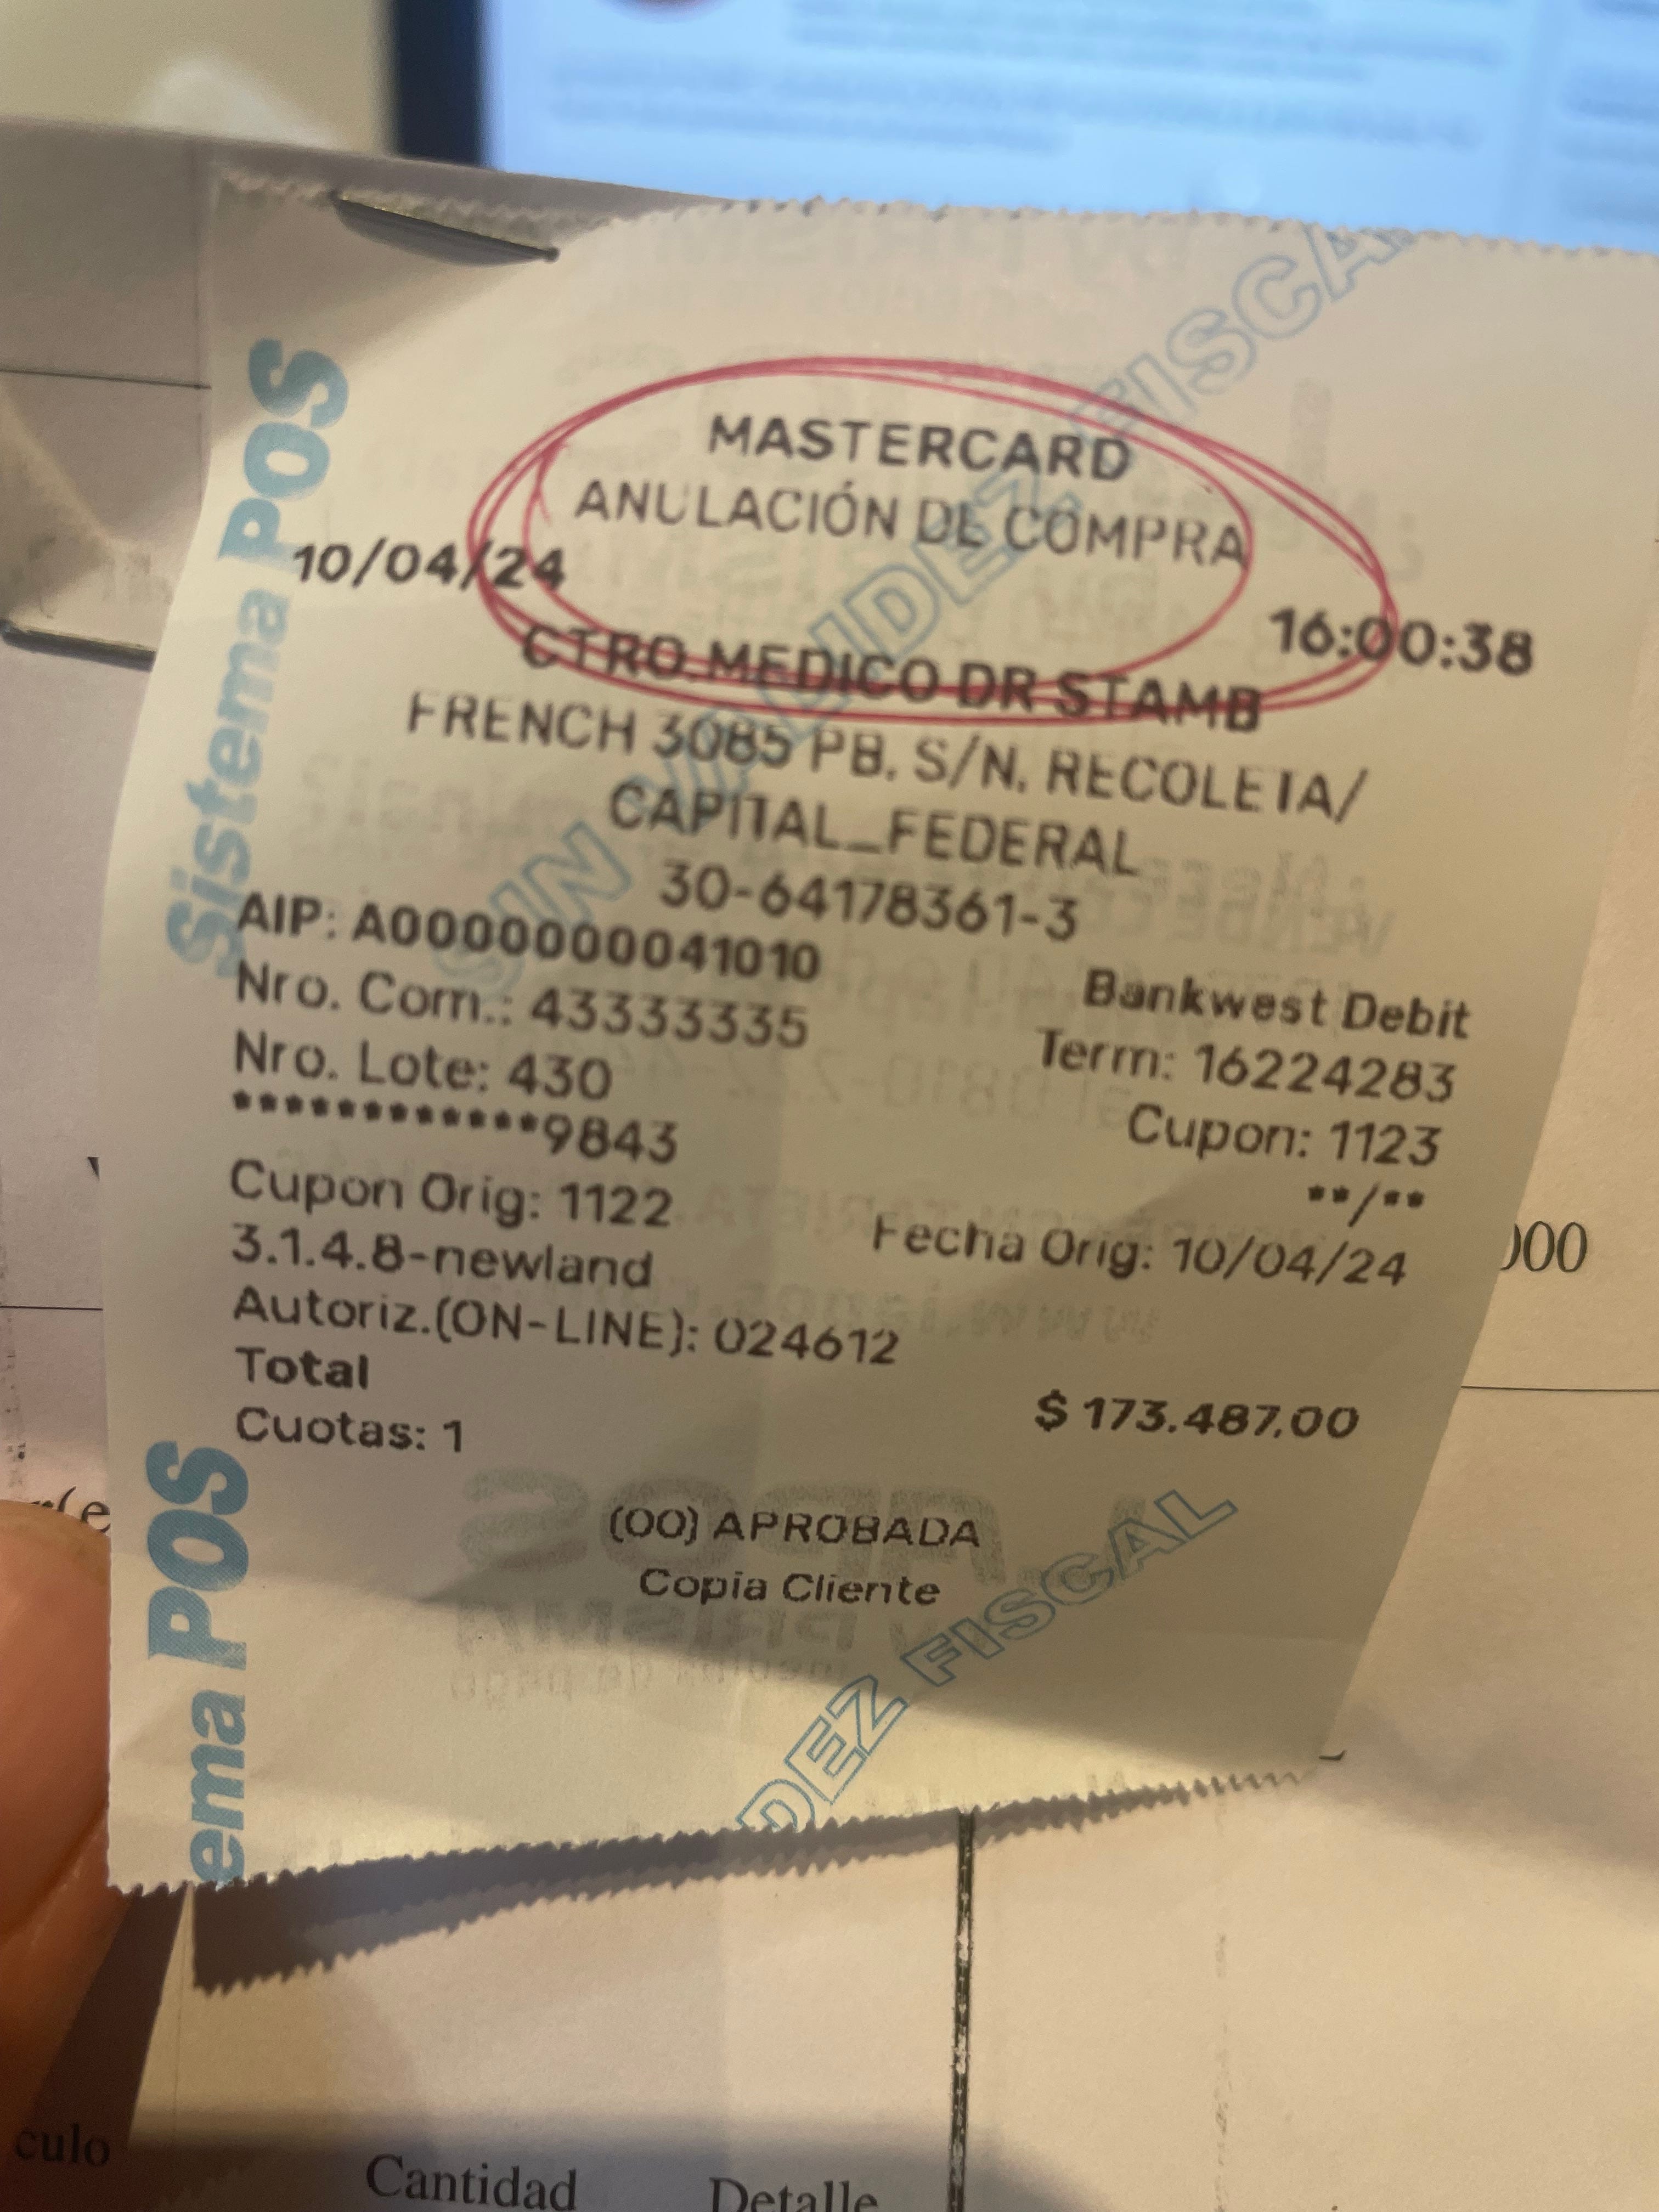 MASTERCARD
ANULACIÓN DE COMPRA
10/04/24 16:00:38
CTRO.MEDICO DR STAMB
FRENCH 3085 PB. S/N. RECOLETA/
CAPITAL_FEDERAL
30-64178361-3
AIP: A0000000041010 Bankwest Debit
Nro. Com.: 43333335 Term: 16224283
Nro. Lote: 430 Cupon: 1123
************9843 **/**
Cupon Orig: 1122 Fecha Orig: 10/04/24
3.1.4.8-newland
Autoriz.(ON-LINE): 024612
Total $ 173.487,00
Cuotas: 1
(00) APROBADA
Copia Cliente
Sistema POS
ema POS
SIN VALIDEZ FISCAL
DEZ FISCAL
000
culo
Cantidad Detalle